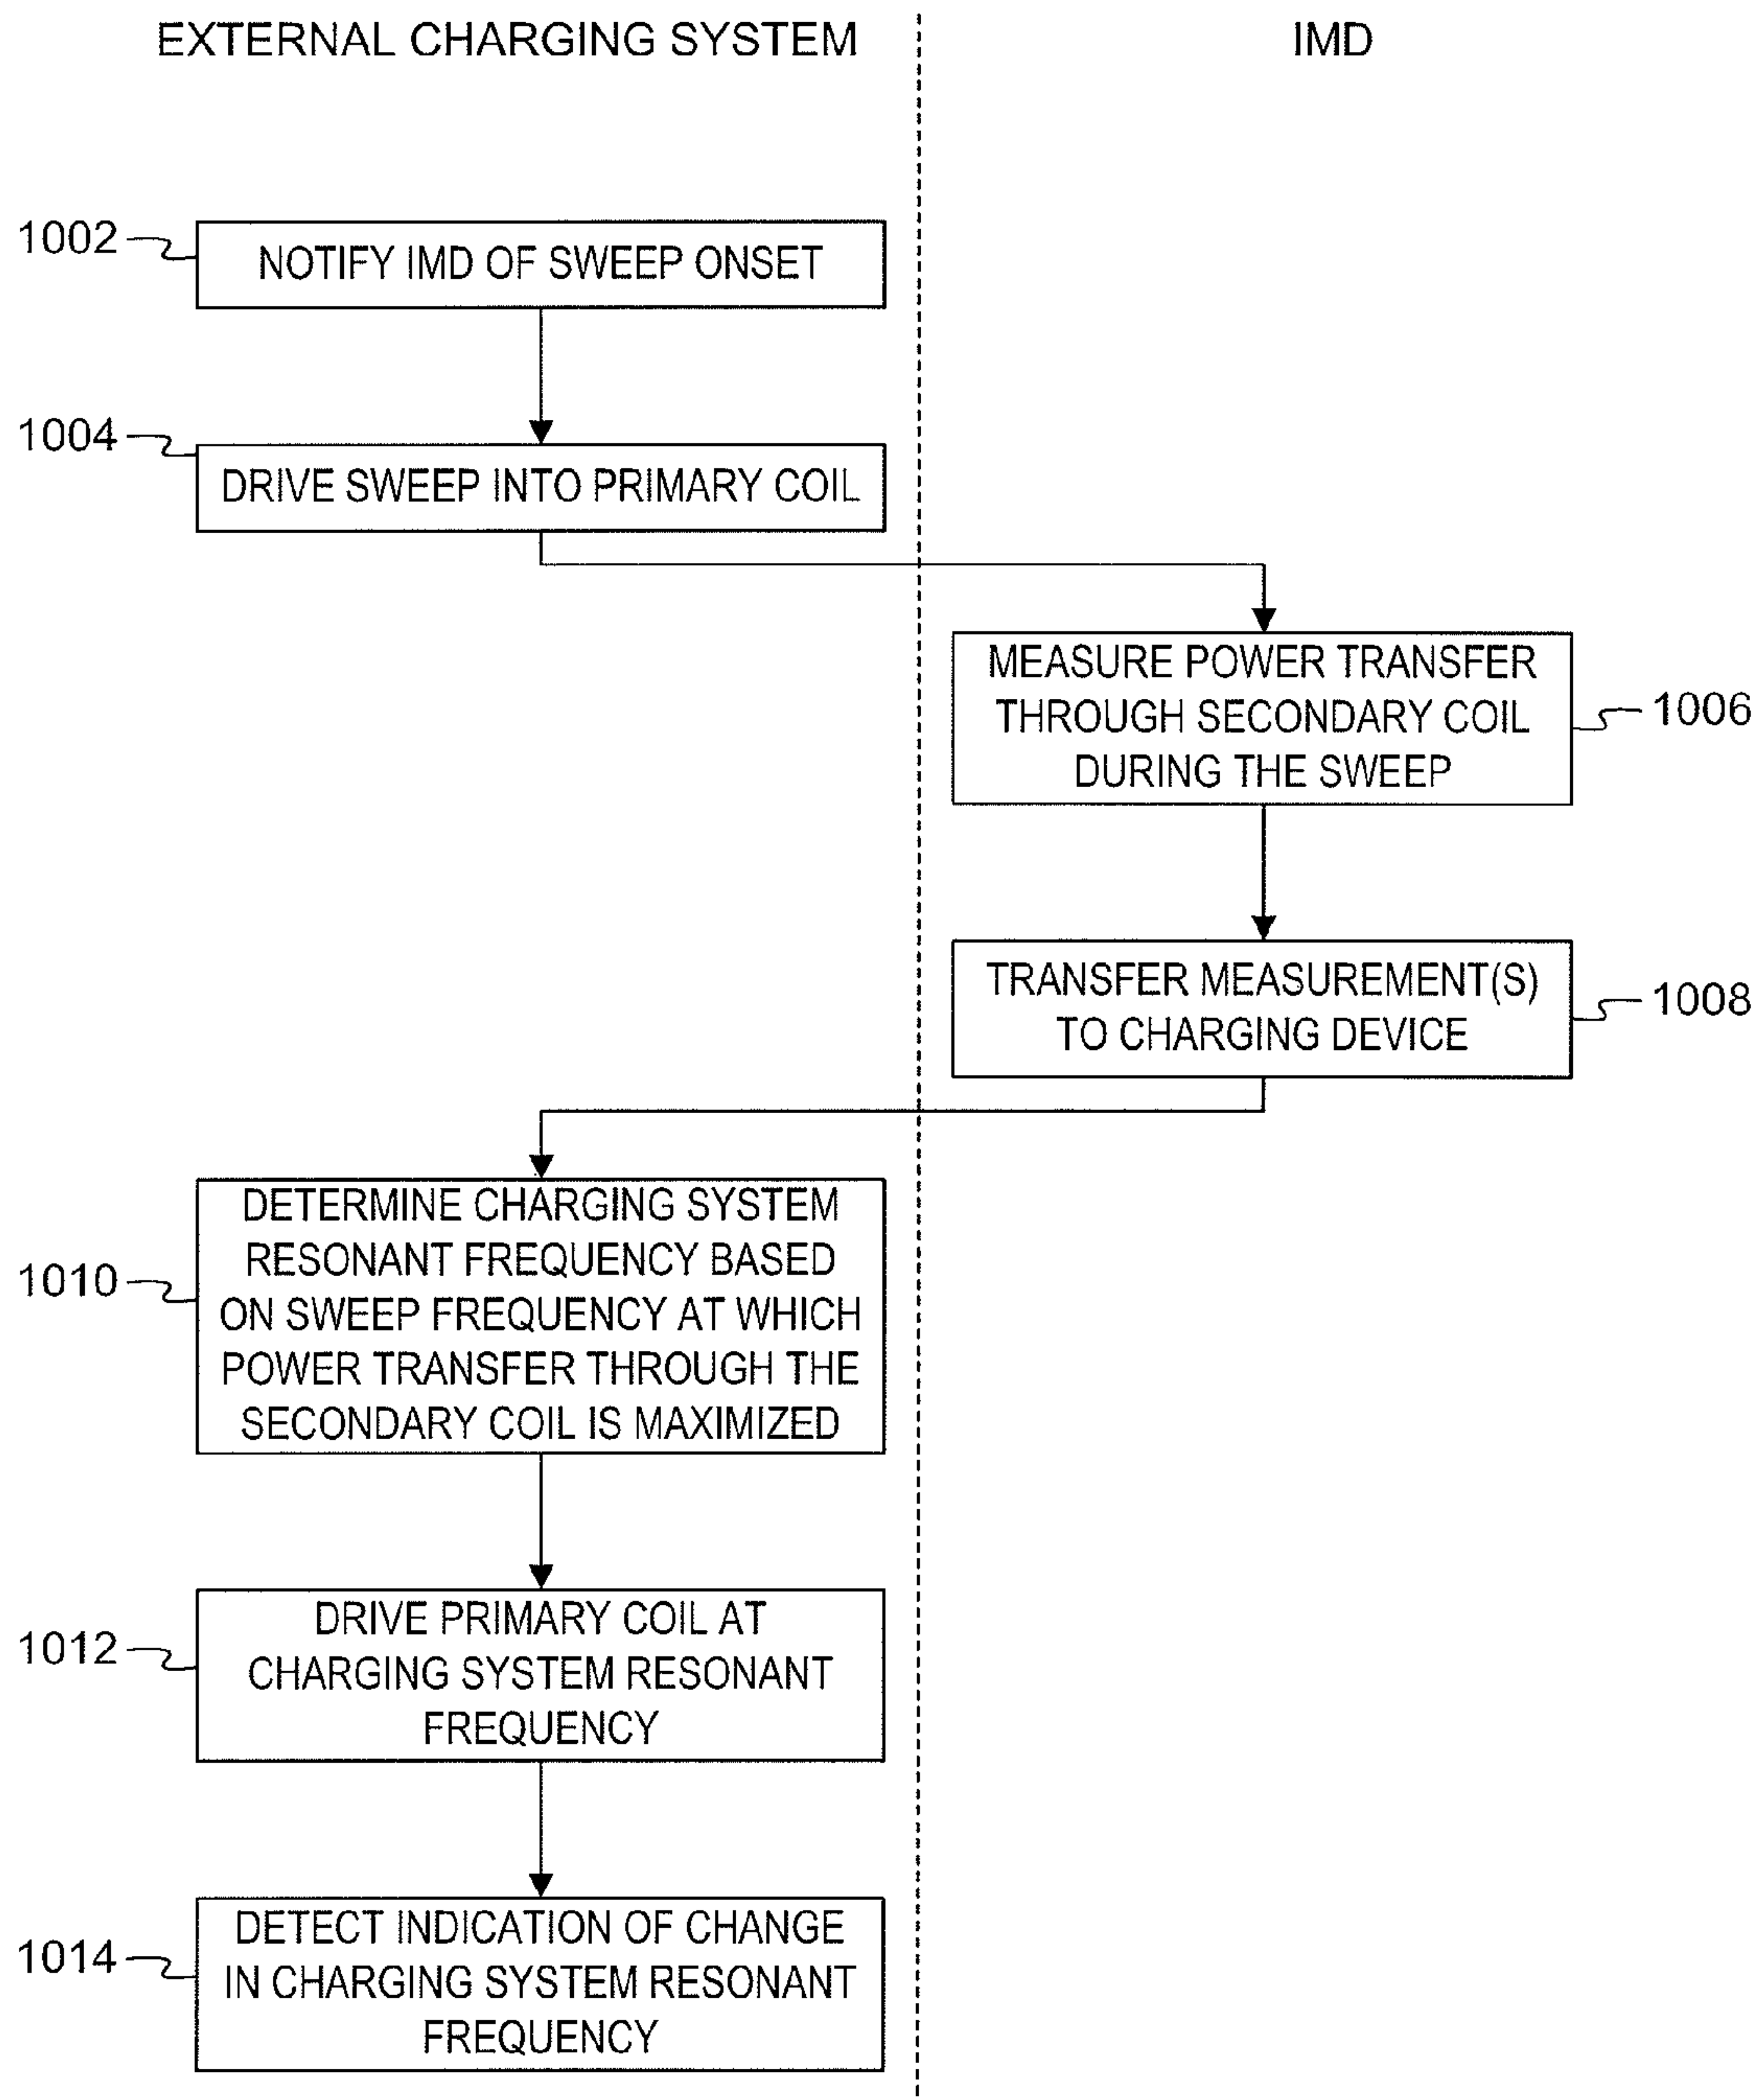 EXTERNAL CHARGING SYSTEM
IMD
1002
NOTIFY IMD OF SWEEP ONSET
1004
DRIVE SWEEP INTO PRIMARY COIL
MEASURE POWER TRANSFER
THROUGH SECONDARY COIL
DURING THE SWEEP
1006
TRANSFER MEASUREMENT(S)
TO CHARGING DEVICE
1008
1010
DETERMINE CHARGING SYSTEM
RESONANT FREQUENCY BASED
ON SWEEP FREQUENCY AT WHICH
POWER TRANSFER THROUGH THE
SECONDARY COIL IS MAXIMIZED
1012
DRIVE PRIMARY COIL AT
CHARGING SYSTEM RESONANT
FREQUENCY
1014
DETECT INDICATION OF CHANGE
IN CHARGING SYSTEM RESONANT
FREQUENCY